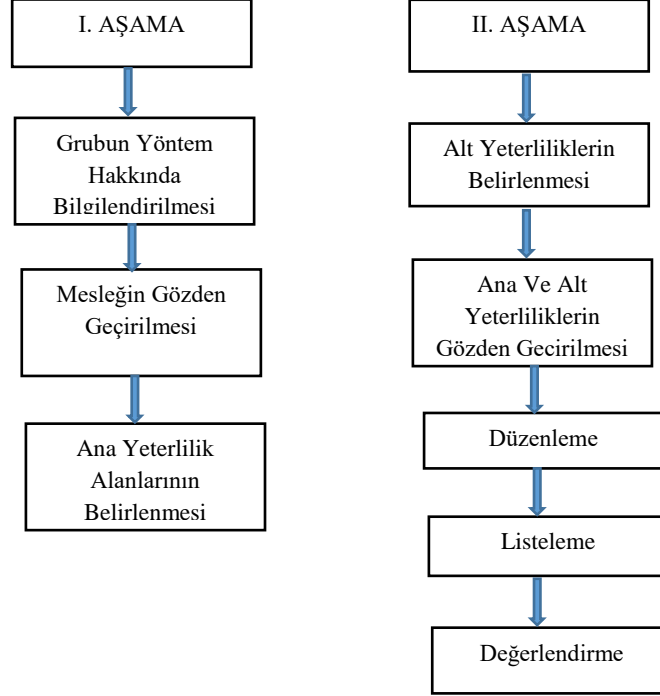 I. AŞAMA
Grubun Yöntem
Hakkında
Bilgilendirilmesi
Mesleğin Gözden
Geçirilmesi
Ana Yeterlilik
Alanlarının
Belirlenmesi
II. AŞAMA
Alt Yeterliliklerin
Belirlenmesi
Ana Ve Alt
Yeterliliklerin
Gözden Gecirilmesi
Düzenleme
Listeleme
Değerlendirme